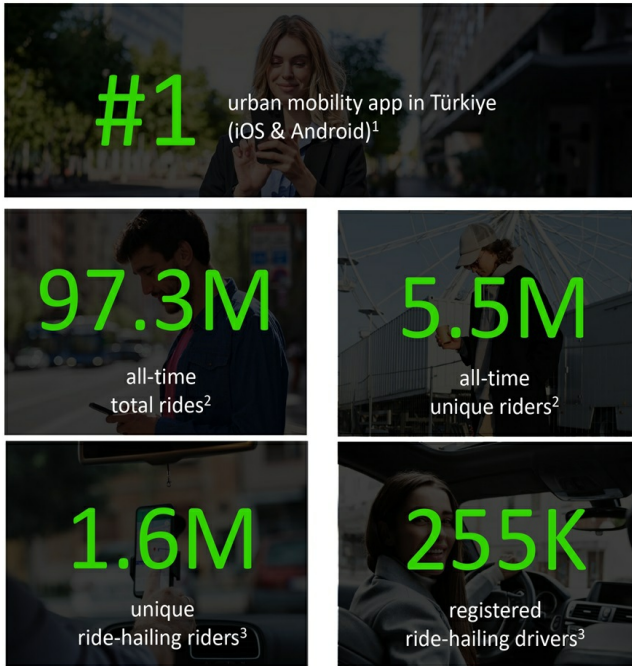 #1
urban mobility app in Türkiye
(iOS & Android)¹
97.3M
all-time
total rides²
5.5M
all-time
unique riders²
1.6M
unique
ride-hailing riders³
255K
registered
ride-hailing drivers³